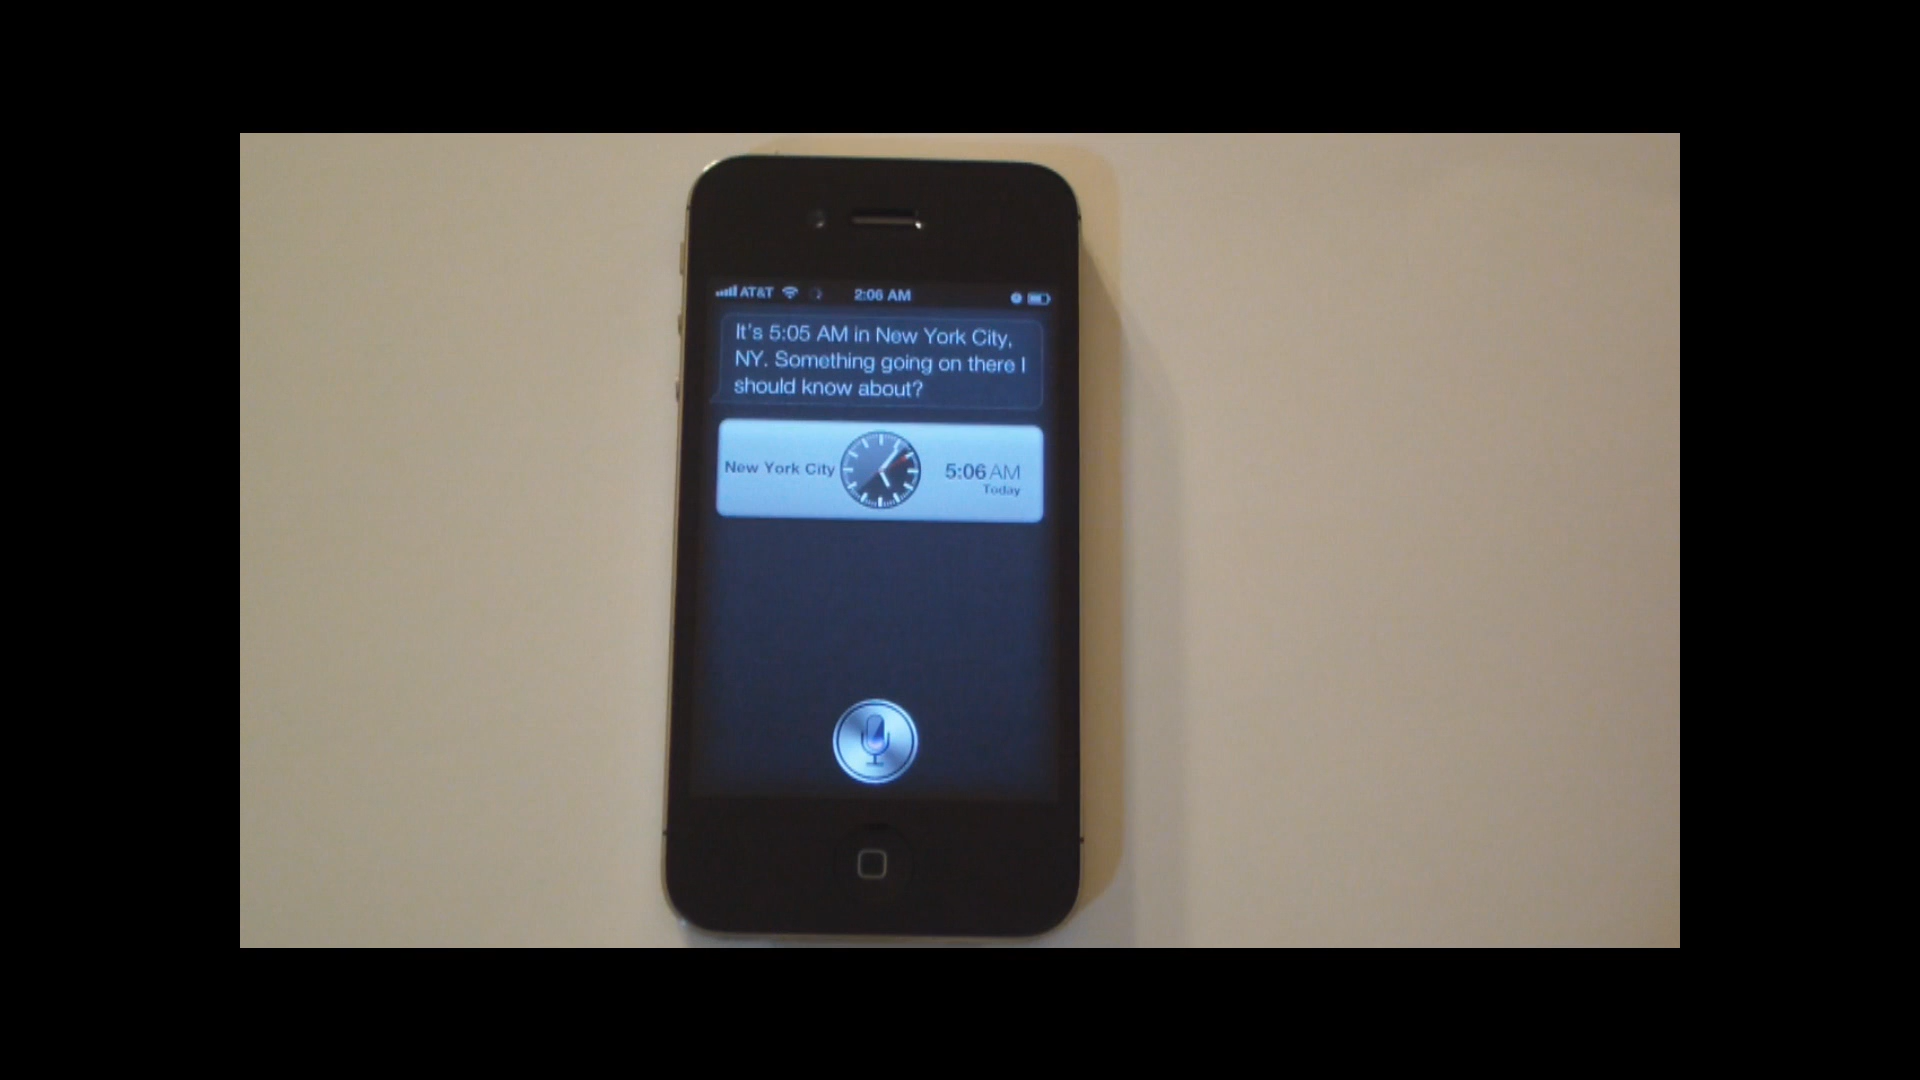 AT&T 2:06 AM
It's 5:05 AM in New York City,
NY. Something going on there I
should know about?
New York City 5:06 AM
Today